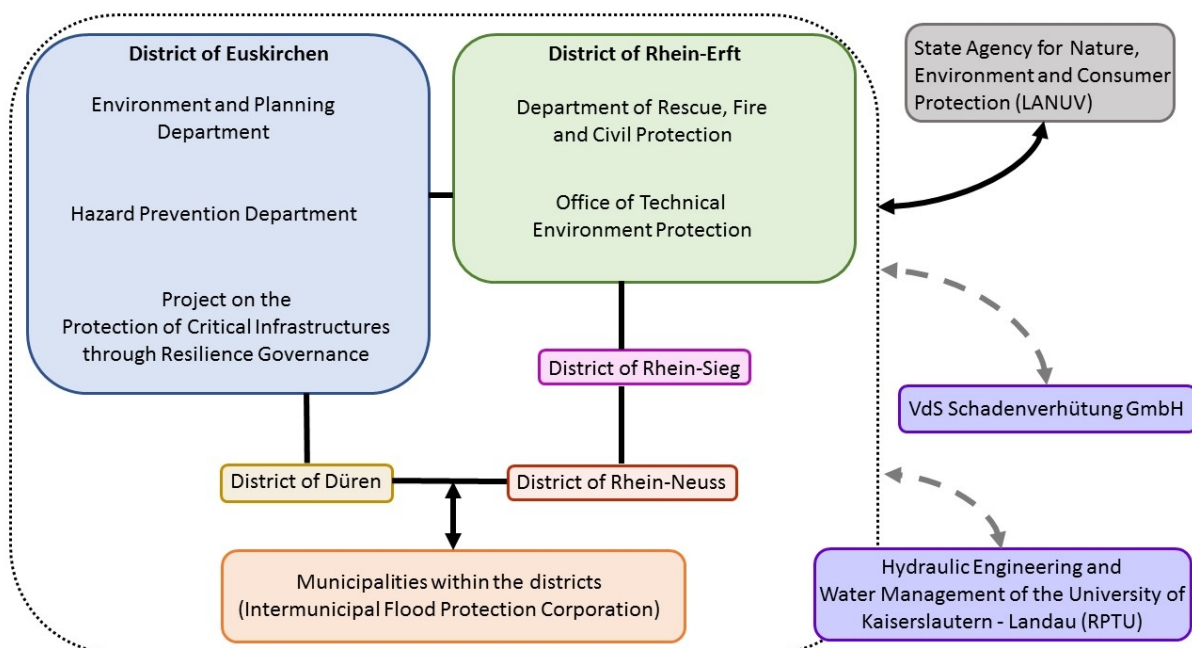 District of Euskirchen
Environment and Planning
Department
Hazard Prevention Department
Project on the
Protection of Critical Infrastructures
through Resilience Governance
District of Rhein-Erft
Department of Rescue, Fire
and Civil Protection
Office of Technical
Environment Protection
State Agency for Nature,
Environment and Consumer
Protection (LANUV)
District of Rhein-Sieg
VdS Schadenverhütung GmbH
District of Düren
District of Rhein-Neuss
Municipalities within the districts
(Intermunicipal Flood Protection Corporation)
Hydraulic Engineering and
Water Management of the University of
Kaiserslautern - Landau (RPTU)